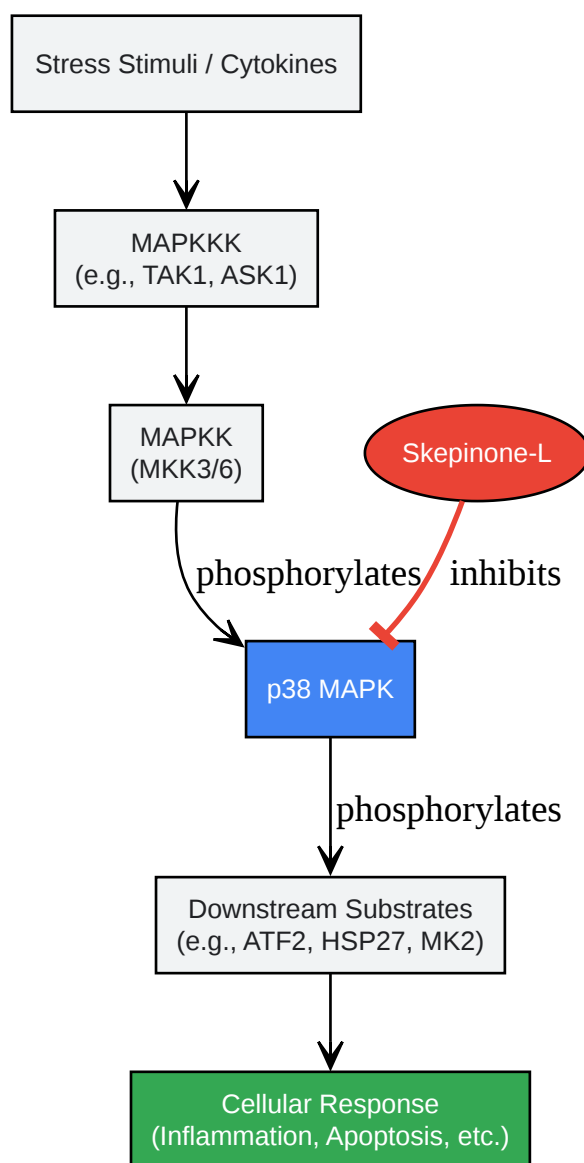 Stress Stimuli / Cytokines
MAPKKK
(e.g., TAK1, ASK1)
MAPKK
(MKK3/6)
Skepinone-L
phosphorylates
inhibits
p38 MAPK
phosphorylates
Downstream Substrates
(e.g., ATF2, HSP27, MK2)
Cellular Response
(Inflammation, Apoptosis, etc.)